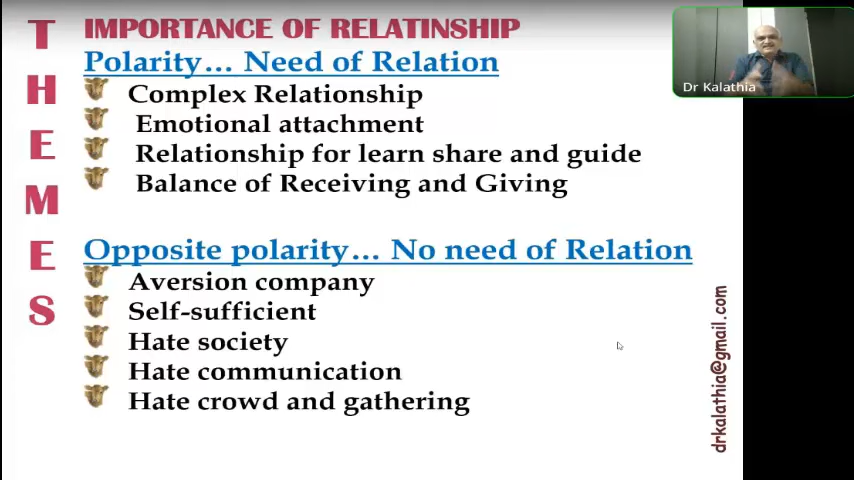 THEMES
IMPORTANCE OF RELATINSHIP
Polarity... Need of Relation
Complex Relationship
Emotional attachment
Relationship for learn share and guide
Balance of Receiving and Giving
Opposite polarity... No need of Relation
Aversion company
Self-sufficient
Hate society
Hate communication
Hate crowd and gathering
Dr Kalathia
drkalathia@gmail.com